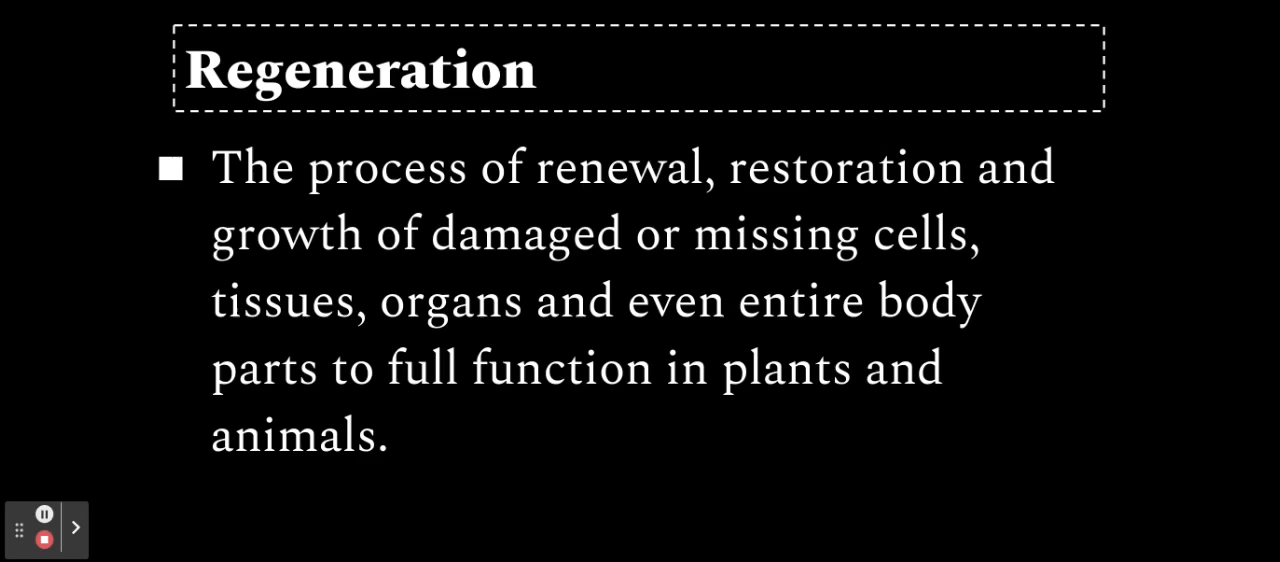 Regeneration
The process of renewal, restoration and
growth of damaged or missing cells,
tissues, organs and even entire body
parts to full function in plants and
animals.